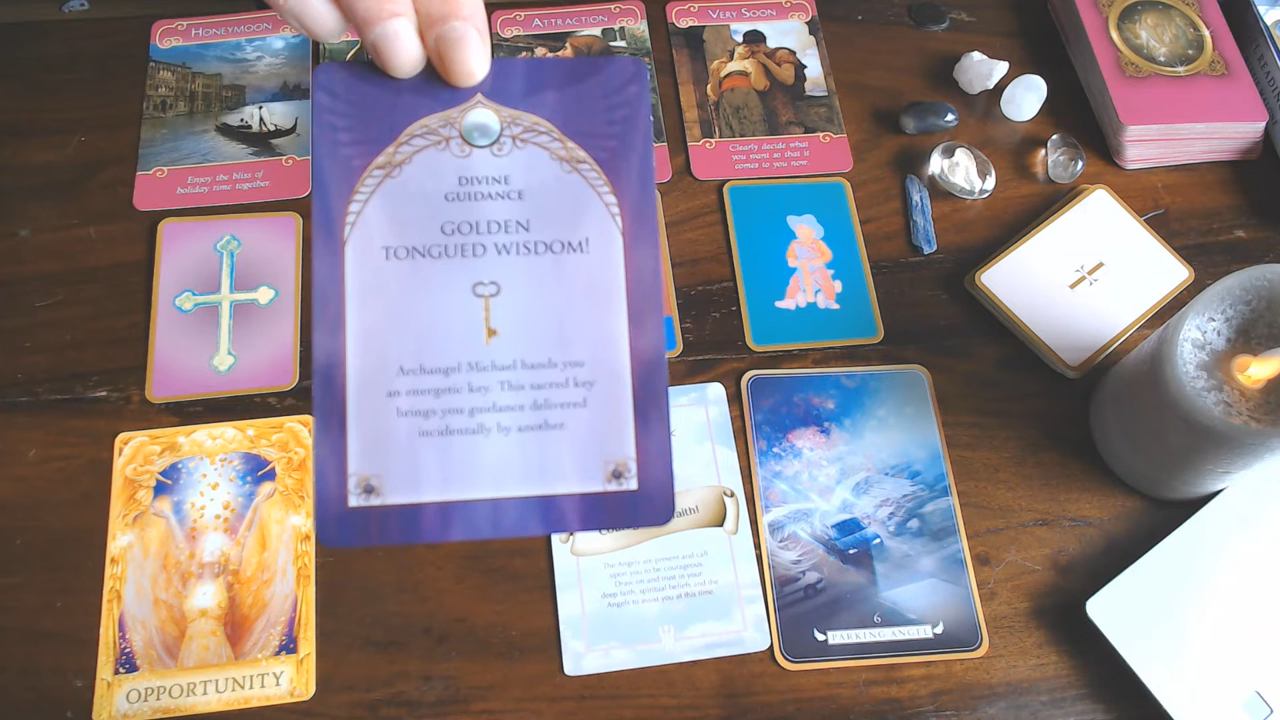 HONEYMOON
Enjoy the bliss of
holiday time together.
ATTRACTION
VERY SOON
Clearly decide what
you want so that it
comes to you now.
DIVINE
GUIDANCE
GOLDEN
TONGUED WISDOM!
Archangel Michael hands you
an energetic key. This sacred key
brings you guidance delivered
incidentally by another.
OPPORTUNITY
The Angels are present and call
upon you to be courageous.
Draw on and trust in your
deep faith, spiritual beliefs and the
Angels to assist you at this time.
6
PARKING ANGEL